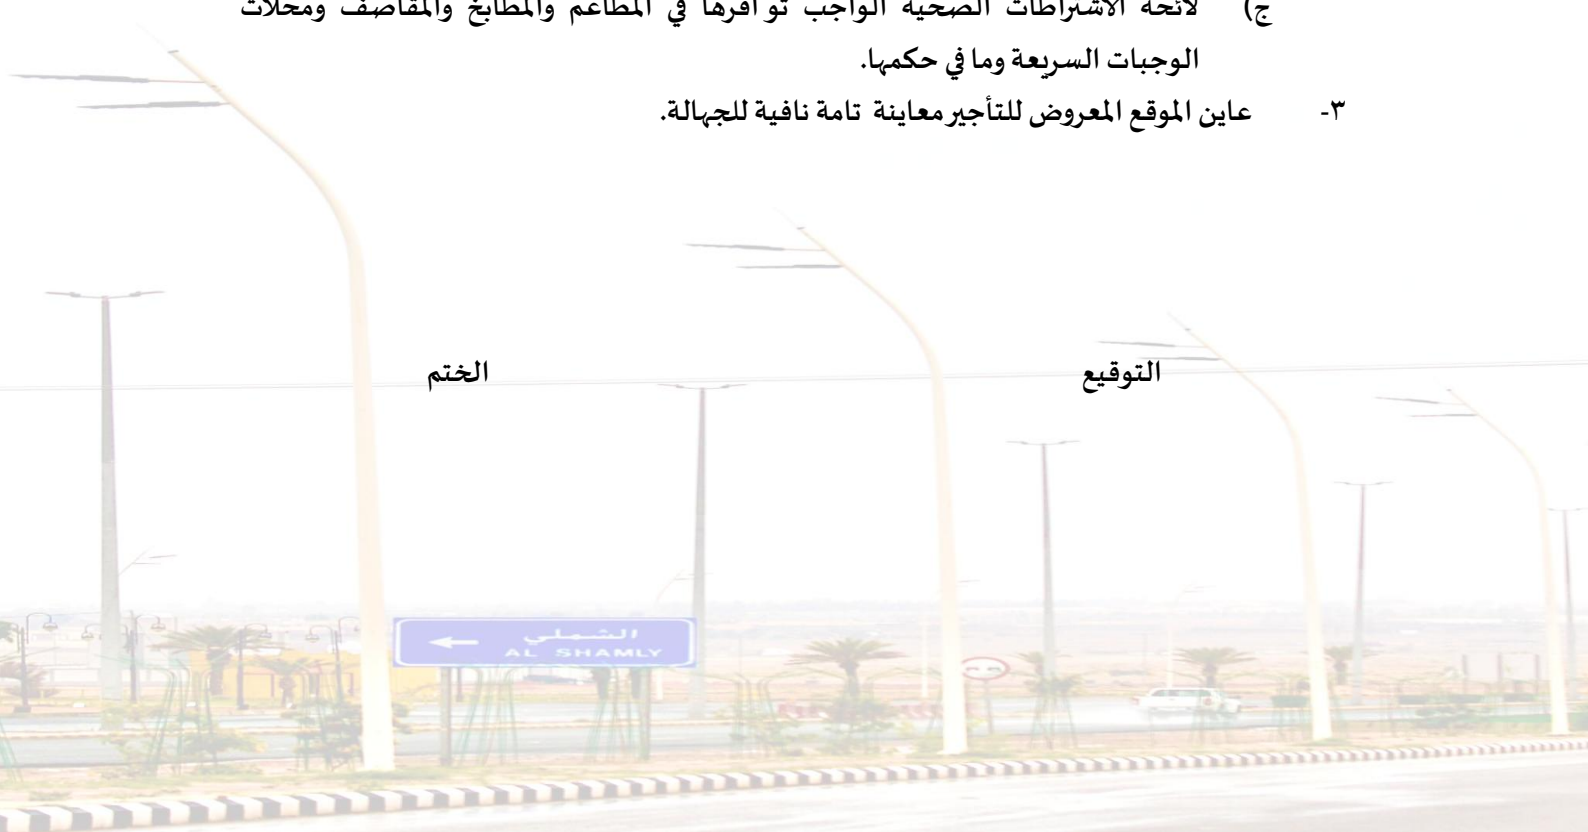 ج) لائحة الاشتراطات الصحية الواجب توافرها في المطاعم والمطابخ والمقاصف ومحلات
الوجبات السريعة وما في حكمها.
٣- عاين الموقع المعروض للتأجير معاينة تامة نافية للجهالة.
التوقيع الختم
الشملي
AL SHAMLY